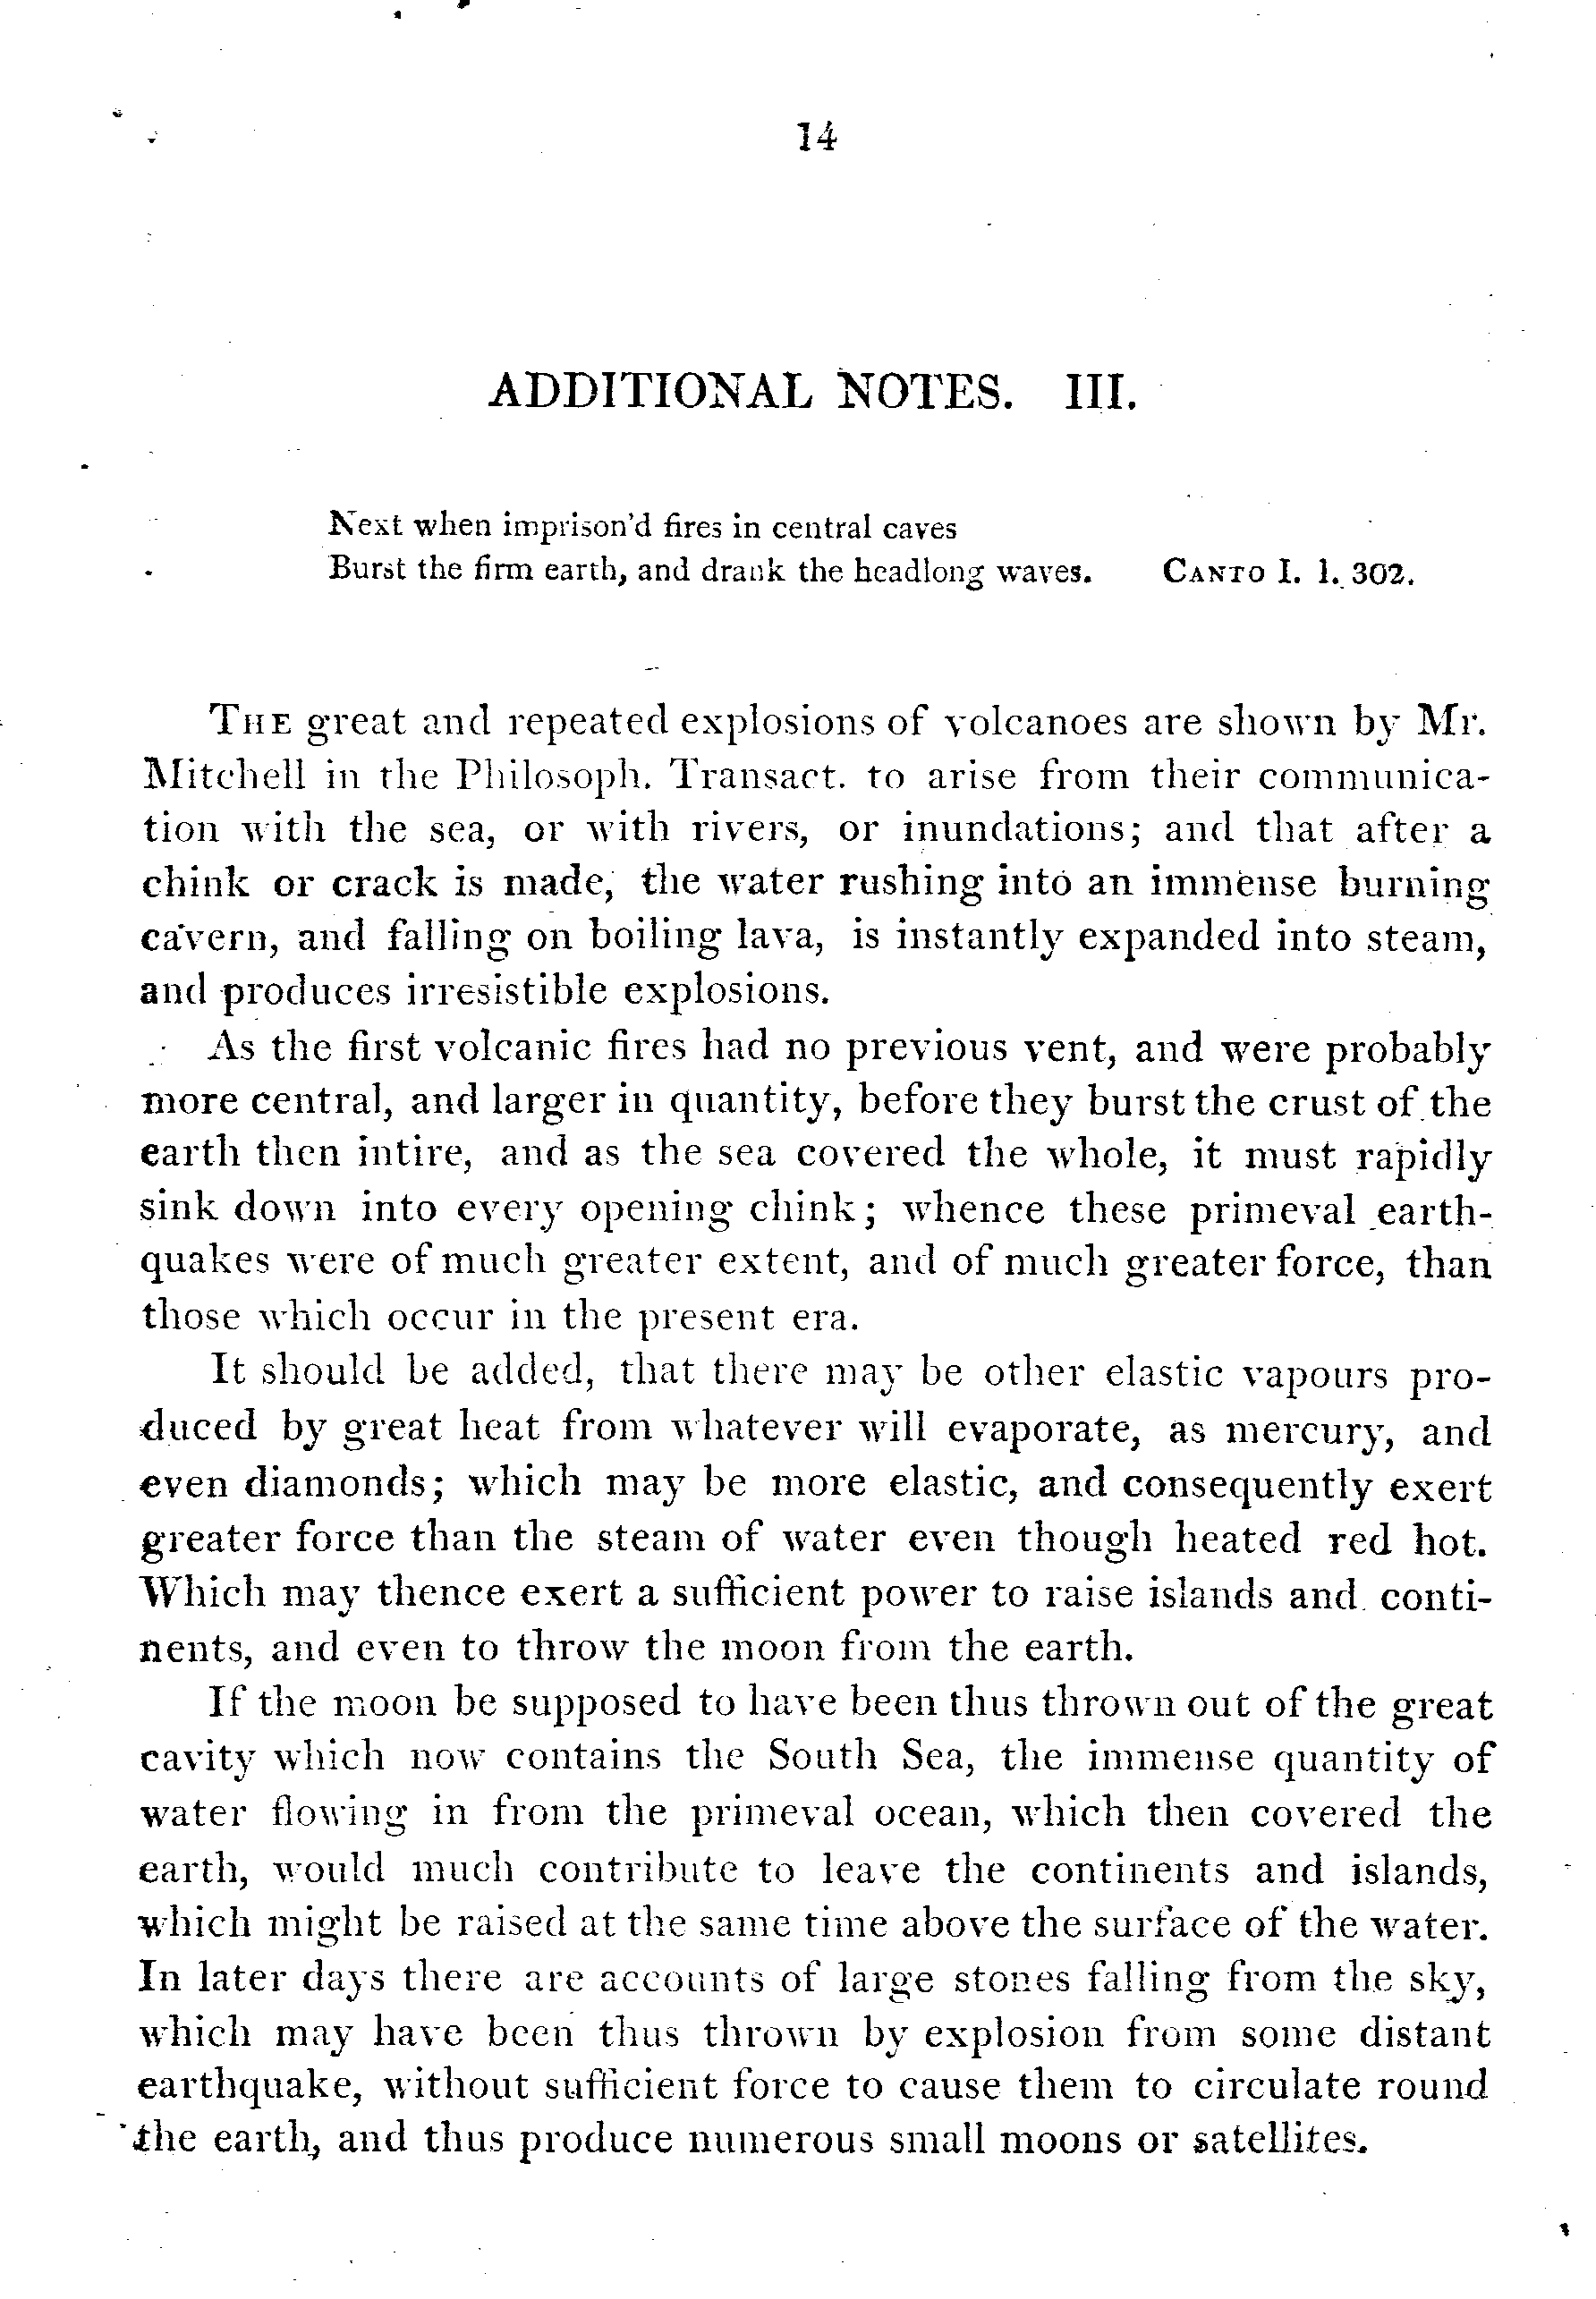 14
ADDITIONAL NOTES. III.
Next when imprison'd fires in central caves
Burst the firm earth, and drank the headlong waves. CANTO I. l. 302.
THE great and repeated explosions of volcanoes are shown by Mr.
Mitchell in the Philosoph. Transact. to arise from their communica-
tion with the sea, or with rivers, or inundations; and that after a
chink or crack is made, the water rushing into an immense burning
cavern, and falling on boiling lava, is instantly expanded into steam,
and produces irresistible explosions.
As the first volcanic fires had no previous vent, and were probably
more central, and larger in quantity, before they burst the crust of the
earth then intire, and as the sea covered the whole, it must rapidly
sink down into every opening chink; whence these primeval earth-
quakes were of much greater extent, and of much greater force, than
those which occur in the present era.
It should be added, that there may be other elastic vapours pro-
duced by great heat from whatever will evaporate, as mercury, and
even diamonds; which may be more elastic, and consequently exert
greater force than the steam of water even though heated red hot.
Which may thence exert a sufficient power to raise islands and conti-
nents, and even to throw the moon from the earth.
If the moon be supposed to have been thus thrown out of the great
cavity which now contains the South Sea, the immense quantity of
water flowing in from the primeval ocean, which then covered the
earth, would much contribute to leave the continents and islands,
which might be raised at the same time above the surface of the water.
In later days there are accounts of large stones falling from the sky,
which may have been thus thrown by explosion from some distant
earthquake, without sufficient force to cause them to circulate round
the earth, and thus produce numerous small moons or satellites.